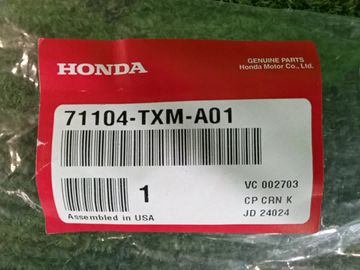 HONDA
GENUINE PARTS
Honda Motor Co., Ltd.
71104-TXM-A01
1
VC 002703
CP CRN K
Assembled in USA
JD 24024